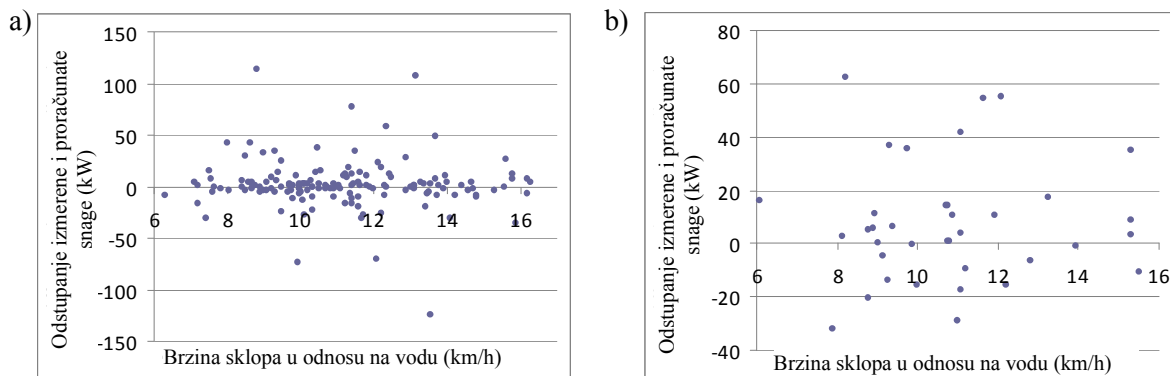 a)
150
100
50
0
-50
-100
-150
6 8 10 12 14 16
Odstupanje izmerene i proračunate
snage (kW)
Brzina sklopa u odnosu na vodu (km/h)
b)
80
60
40
20
0
-20
-40
6 8 10 12 14 16
Odstupanje izmerene i proračunate
snage (kW)
Brzina sklopa u odnosu na vodu (km/h)